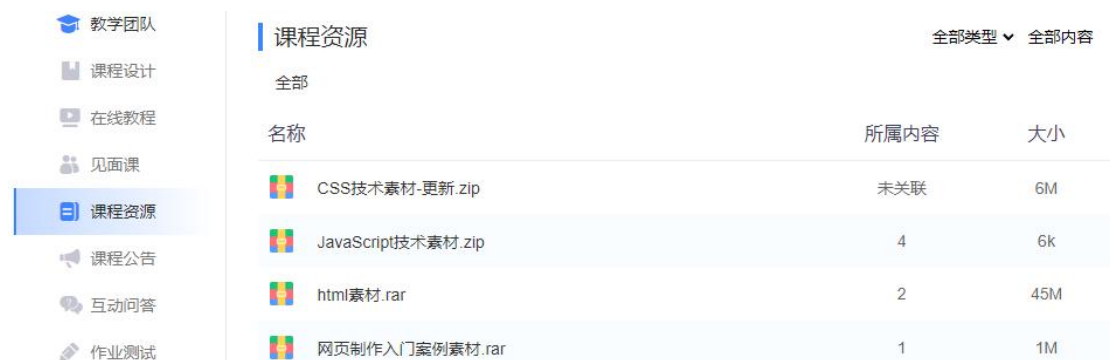 教学团队
课程设计
在线教程
见面课
课程资源
课程公告
互动问答
作业测试
课程资源 全部类型 全部内容
全部
名称 所属内容 大小
CSS技术素材-更新.zip 未关联 6M
JavaScript技术素材.zip 4 6k
html素材.rar 2 45M
网页制作入门案例素材.rar 1 1M